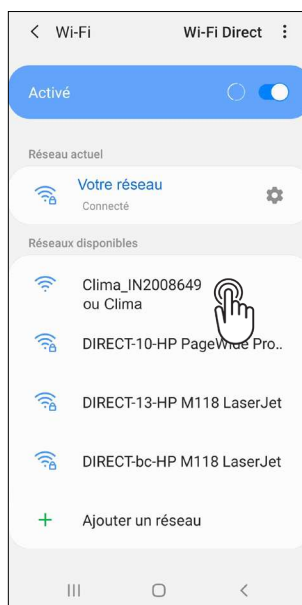 Wi-Fi Wi-Fi Direct
Activé
Réseau actuel
Votre réseau
Connecté
Réseaux disponibles
Clima_IN2008649
ou Clima
DIRECT-10-HP PageWide Pro..
DIRECT-13-HP M118 LaserJet
DIRECT-bc-HP M118 LaserJet
Ajouter un réseau